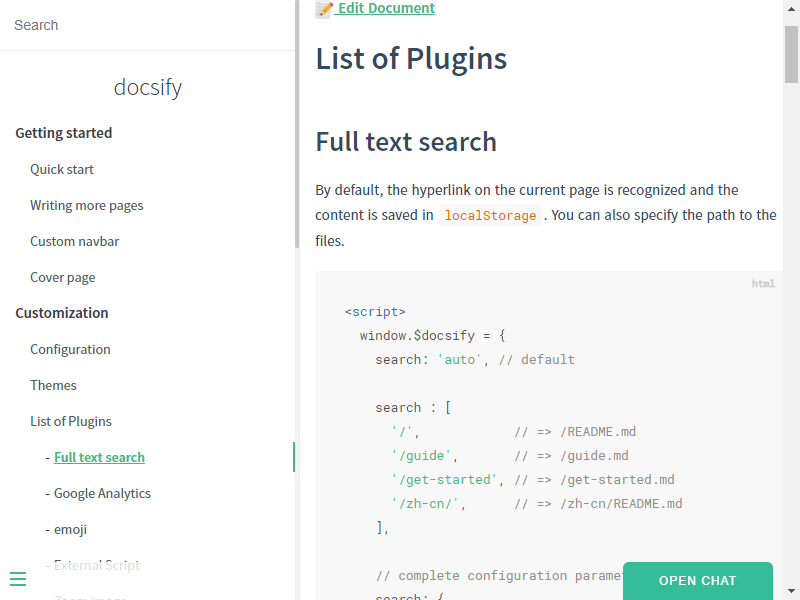 Search
docsify
Getting started
Quick start
Writing more pages
Custom navbar
Cover page
Customization
Configuration
Themes
List of Plugins
- Full text search
- Google Analytics
- emoji
- External Script
- Zoom image
Edit Document
List of Plugins
Full text search
By default, the hyperlink on the current page is recognized and the
content is saved in localStorage . You can also specify the path to the
files.
html
<script>
window.$docsify = {
search: 'auto', // default
search : [
'/', // => /README.md
'/guide', // => /guide.md
'/get-started', // => /get-started.md
'/zh-cn/', // => /zh-cn/README.md
],
// complete configuration parame
search: {
OPEN CHAT